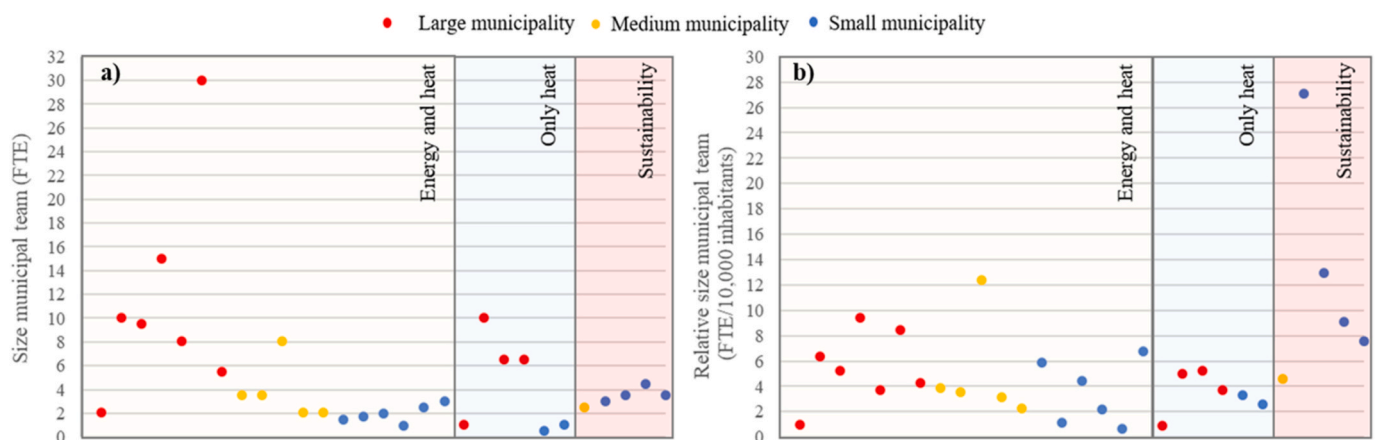 Large municipality Medium municipality Small municipality
a)
Energy and heat
Only heat
Sustainability
Size municipal team (FTE)
32
30
28
26
24
22
20
18
16
14
12
10
8
6
4
2
0
b)
Energy and heat
Only heat
Sustainability
Relative size municipal team
(FTE/10,000 inhabitants)
30
28
26
24
22
20
18
16
14
12
10
8
6
4
2
0